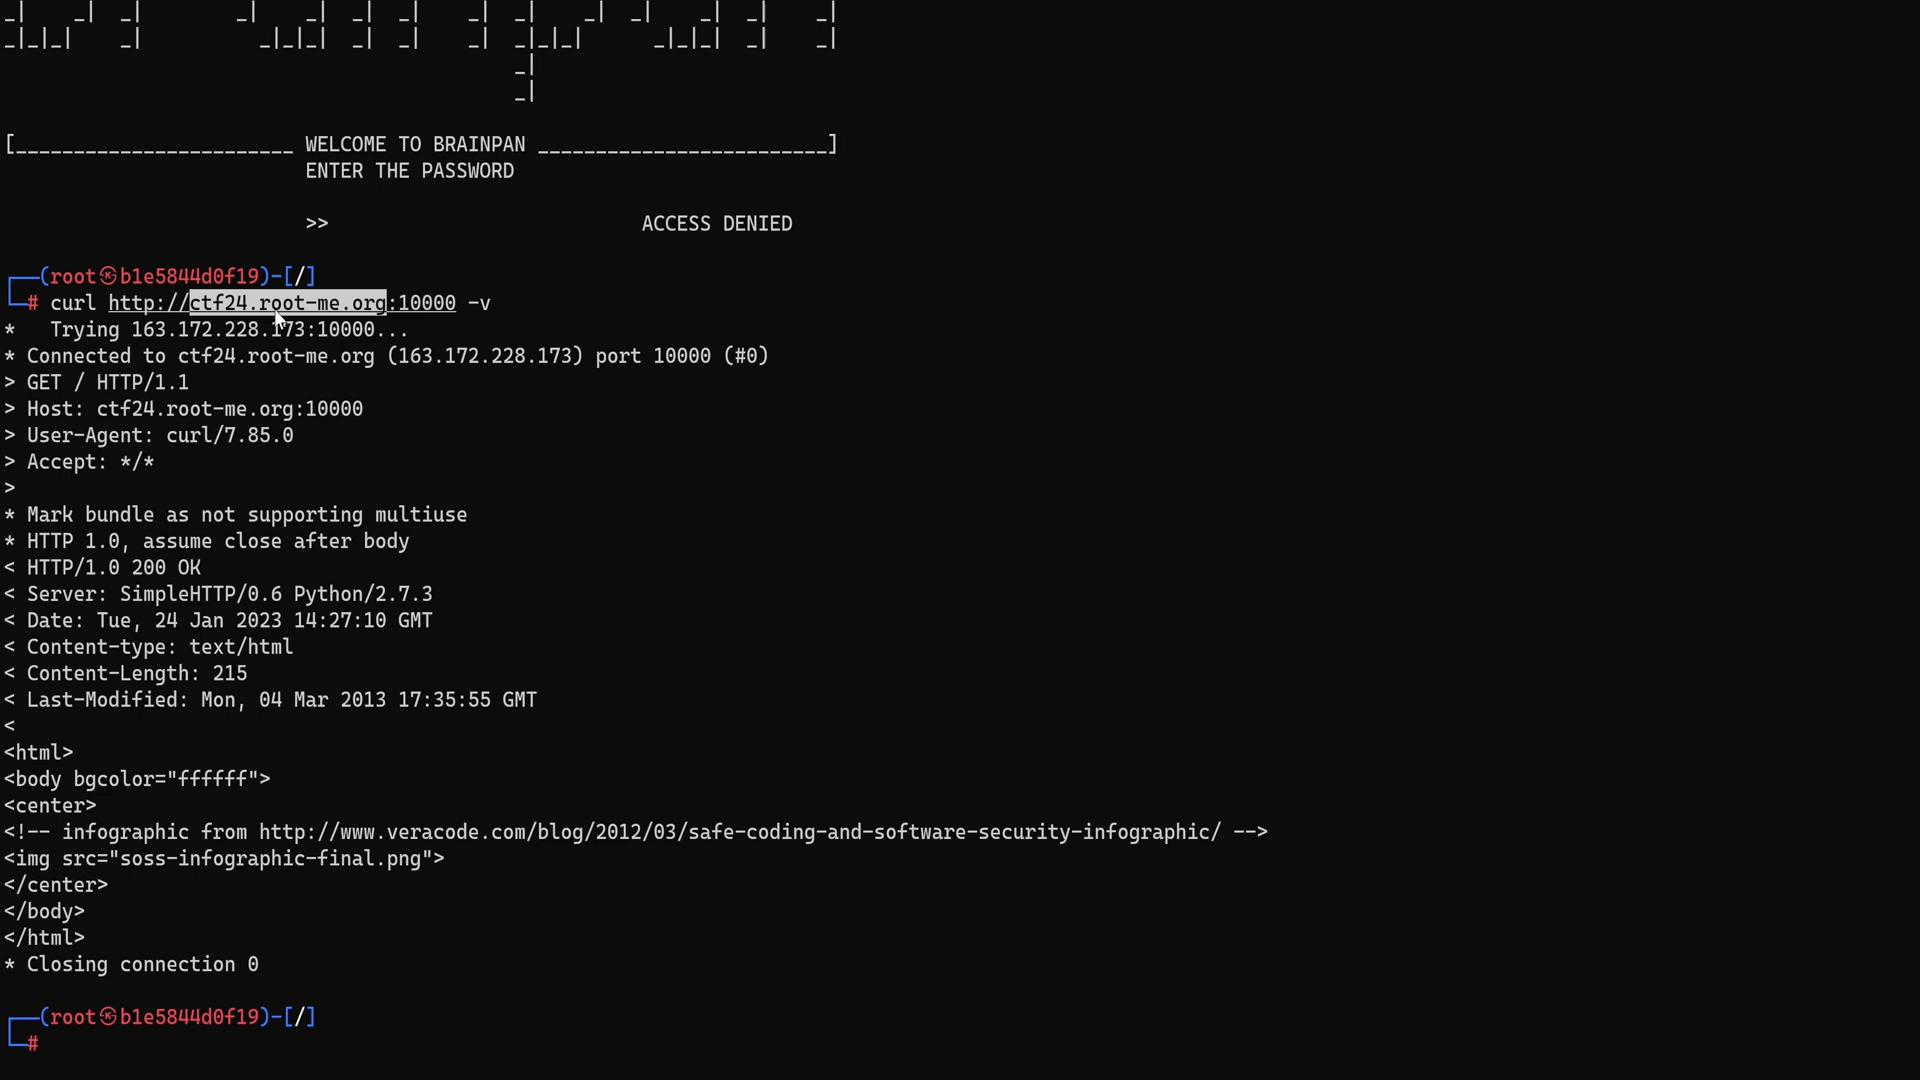 _|    _|  _|        _|    _|  _|  _|    _|  _|    _|  _|    _|  _|    _|
_|_|_|    _|          _|_|_|  _|  _|    _|  _|_|_|      _|_|_|  _|    _|
                                            _|
                                            _|
[________________________ WELCOME TO BRAINPAN _________________________]
                          ENTER THE PASSWORD
                          >>                           ACCESS DENIED
┌──(root㉿b1e5844d0f19)-[/]
└─# curl http://ctf24.root-me.org:10000 -v
*   Trying 163.172.228.173:10000...
* Connected to ctf24.root-me.org (163.172.228.173) port 10000 (#0)
> GET / HTTP/1.1
> Host: ctf24.root-me.org:10000
> User-Agent: curl/7.85.0
> Accept: */*
>
* Mark bundle as not supporting multiuse
* HTTP 1.0, assume close after body
< HTTP/1.0 200 OK
< Server: SimpleHTTP/0.6 Python/2.7.3
< Date: Tue, 24 Jan 2023 14:27:10 GMT
< Content-type: text/html
< Content-Length: 215
< Last-Modified: Mon, 04 Mar 2013 17:35:55 GMT
<
<html>
<body bgcolor="ffffff">
<center>
<!-- infographic from http://www.veracode.com/blog/2012/03/safe-coding-and-software-security-infographic/ -->
<img src="soss-infographic-final.png">
</center>
</body>
</html>
* Closing connection 0
┌──(root㉿b1e5844d0f19)-[/]
└─#